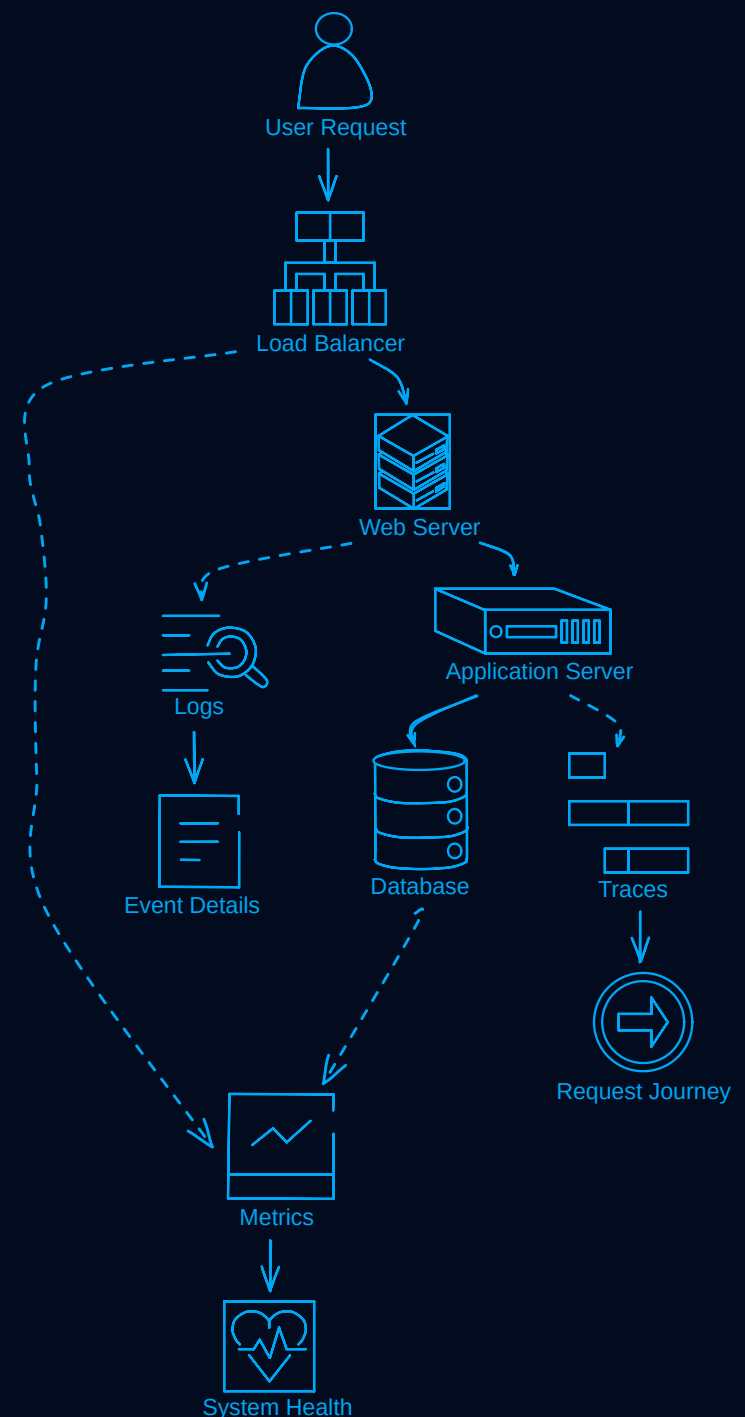 User Request
Load Balancer
Web Server
Application Server
Logs
Database
Traces
Event Details
Request Journey
Metrics
System Health